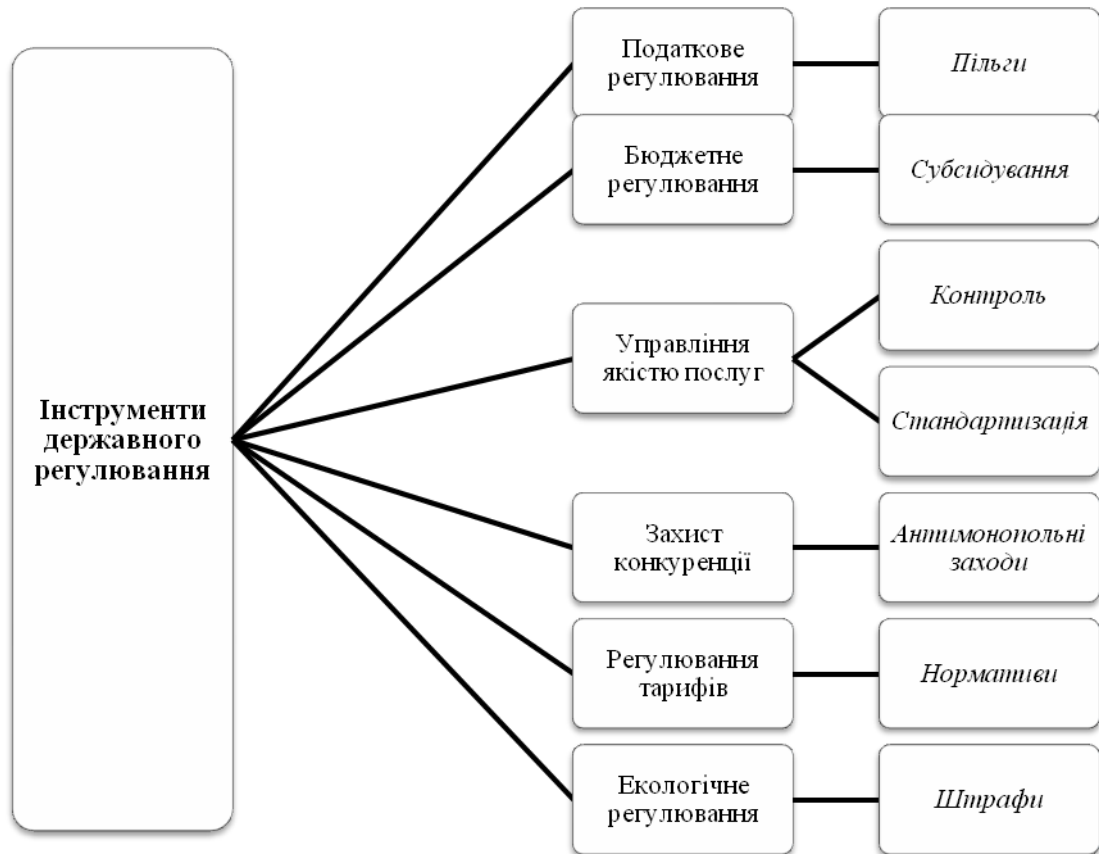 Інструменти
державного
регулювання
Податкове
регулювання
Пільги
Бюджетне
регулювання
Субсидування
Управління
якістю послуг
Контроль
Стандартизація
Захист
конкуренції
Антимонопольні
заходи
Регулювання
тарифів
Нормативи
Екологічне
регулювання
Штрафи